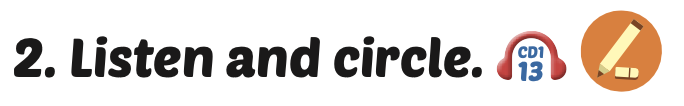 2. Listen and circle. CD1
13